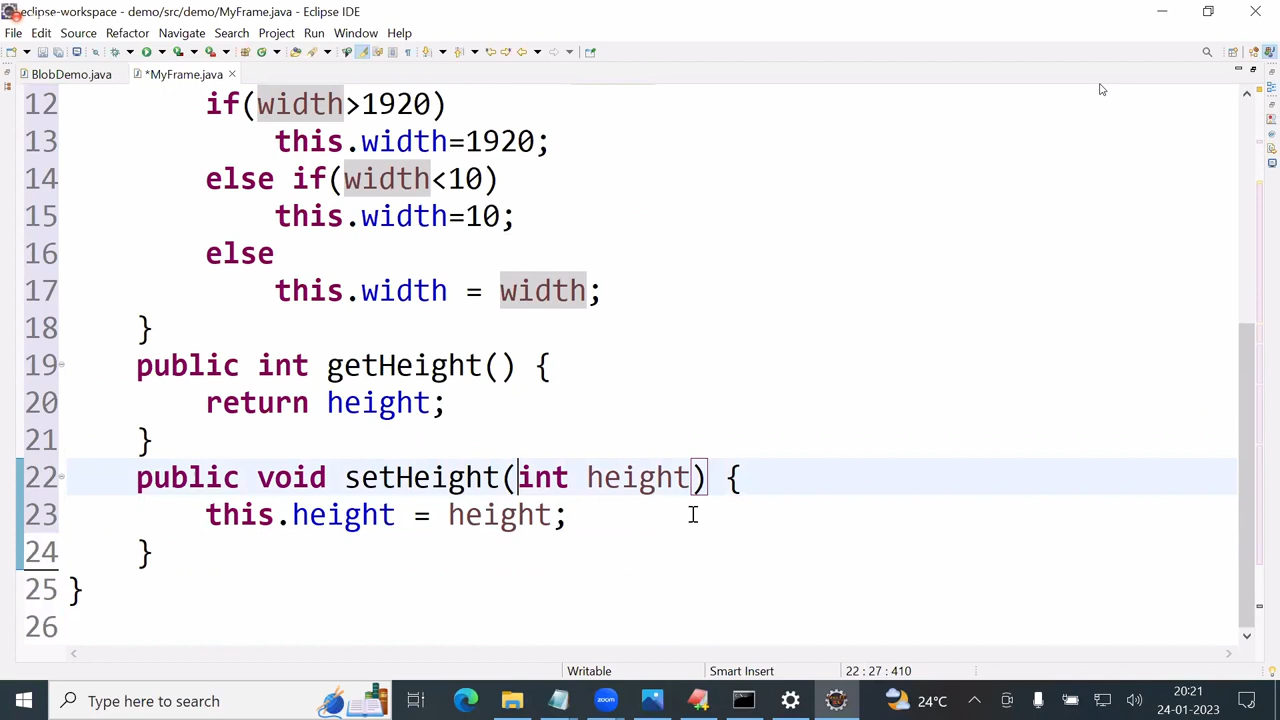 eclipse-workspace - demo/src/demo/MyFrame.java - Eclipse IDE
File Edit Source Refactor Navigate Search Project Run Window Help
BlobDemo.java *MyFrame.java
12 if(width>1920)
13 this.width=1920;
14 else if(width<10)
15 this.width=10;
16 else
17 this.width = width;
18 }
19 public int getHeight() {
20 return height;
21 }
22 public void setHeight(int height) {
23 this.height = height;
24 }
25 }
26
Writable Smart Insert 22 : 27 : 410
Type here to search
zoom
24°C
20:21
24-01-2023